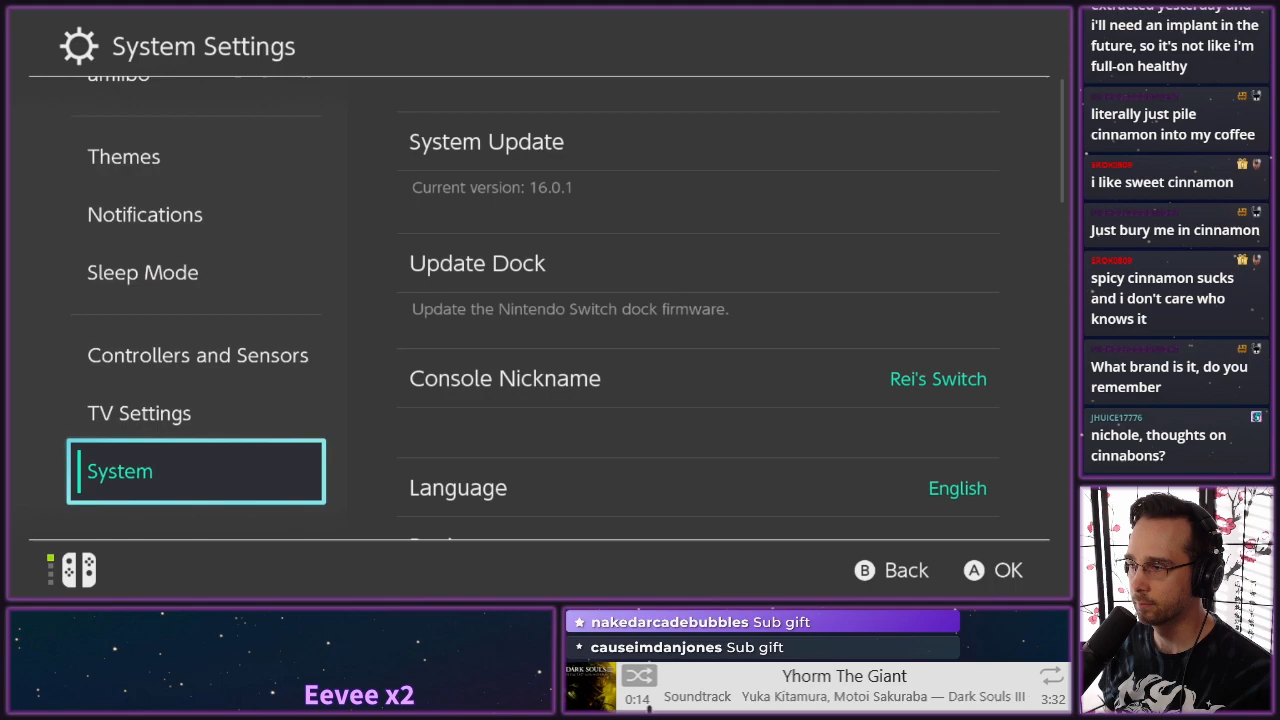 System Settings
amiibo
Themes
Notifications
Sleep Mode
Controllers and Sensors
TV Settings
System
System Update
Current version: 16.0.1
Update Dock
Update the Nintendo Switch dock firmware.
Console Nickname
Rei's Switch
Language
English
B Back
A OK
extracted yesterday and
i'll need an implant in the
future, so it's not like i'm
full-on healthy
literally just pile
cinnamon into my coffee
i like sweet cinnamon
Just bury me in cinnamon
spicy cinnamon sucks
and i don't care who
knows it
What brand is it, do you
remember
JHUICE17776
nichole, thoughts on
cinnabons?
Eevee x2
nakedarcadebubbles Sub gift
causeimdanjones Sub gift
DARK SOULS
Yhorm The Giant
0:14
Soundtrack Yuka Kitamura, Motoi Sakuraba — Dark Souls III
3:32